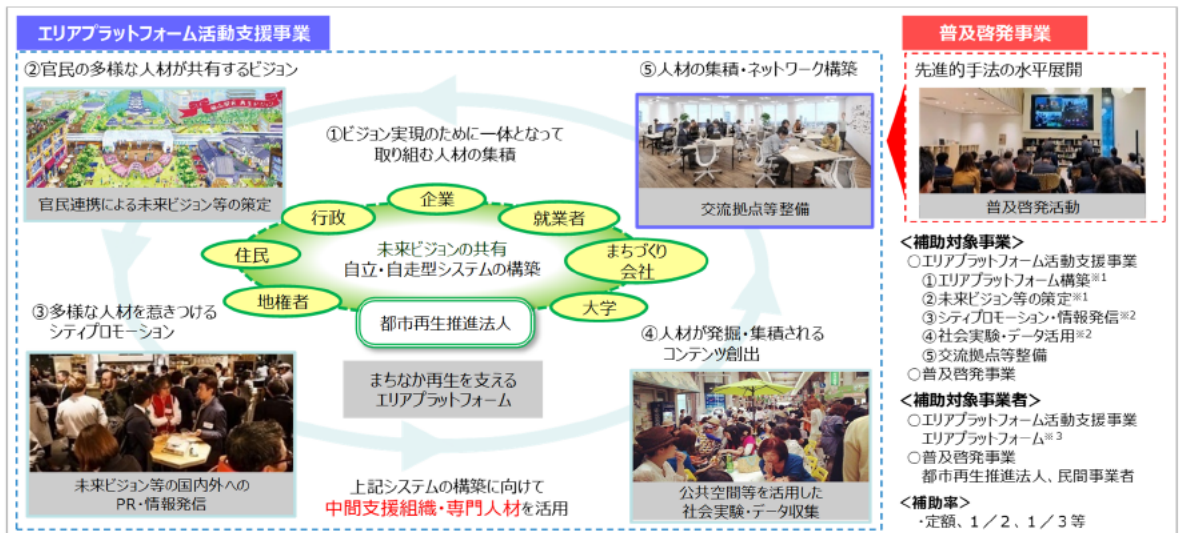 エリアプラットフォーム活動支援事業
②官民の多様な人材が共有するビジョン
官民連携による未来ビジョン等の策定
①ビジョン実現のために一体となって
取り組む人材の集積
⑤人材の集積・ネットワーク構築
交流拠点等整備
企業
行政
就業者
住民
まちづくり
会社
地権者
大学
未来ビジョンの共有
自立・自走型システムの構築
都市再生推進法人
まちなか再生を支える
エリアプラットフォーム
③多様な人材を惹きつける
シティプロモーション
未来ビジョン等の国内外への
PR・情報発信
④人材が発掘・集積される
コンテンツ創出
公共空間等を活用した
社会実験・データ収集
上記システムの構築に向けて
中間支援組織・専門人材を活用
普及啓発事業
先進的手法の水平展開
普及啓発活動
<補助対象事業>
○エリアプラットフォーム活動支援事業
①エリアプラットフォーム構築※1
②未来ビジョン等の策定※1
③シティプロモーション・情報発信※2
④社会実験・データ活用※2
⑤交流拠点等整備
○普及啓発事業
<補助対象事業者>
○エリアプラットフォーム活動支援事業
エリアプラットフォーム※3
○普及啓発事業
都市再生推進法人、民間事業者
<補助率>
・定額、1/2、1/3等